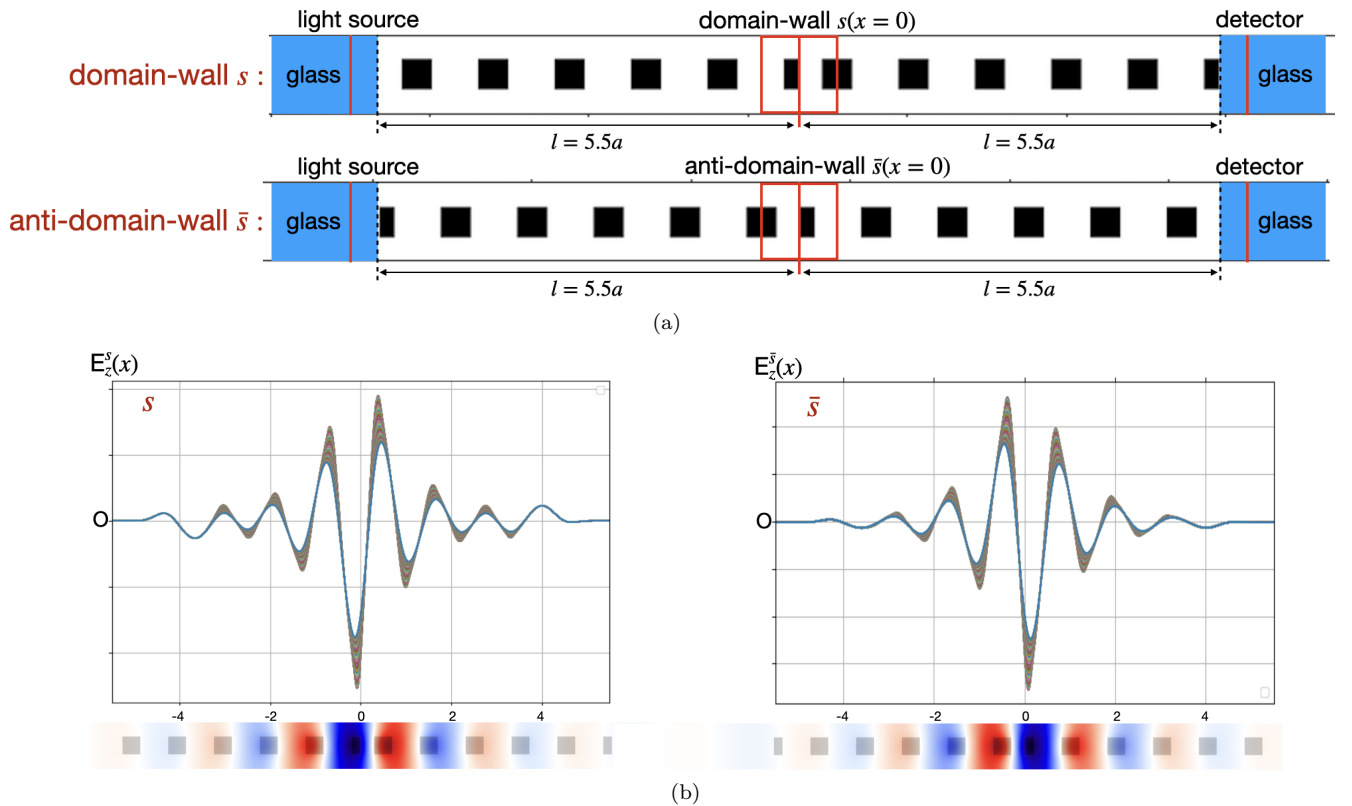 light source domain-wall s(x = 0) detector
domain-wall s : glass glass
l = 5.5a l = 5.5a
light source anti-domain-wall s̄(x = 0) detector
anti-domain-wall s̄ : glass glass
l = 5.5a l = 5.5a
(a)
E_z^s(x) E_z^s̄(x)
s s̄
O O
-4 -2 0 2 4 -4 -2 0 2 4
(b)